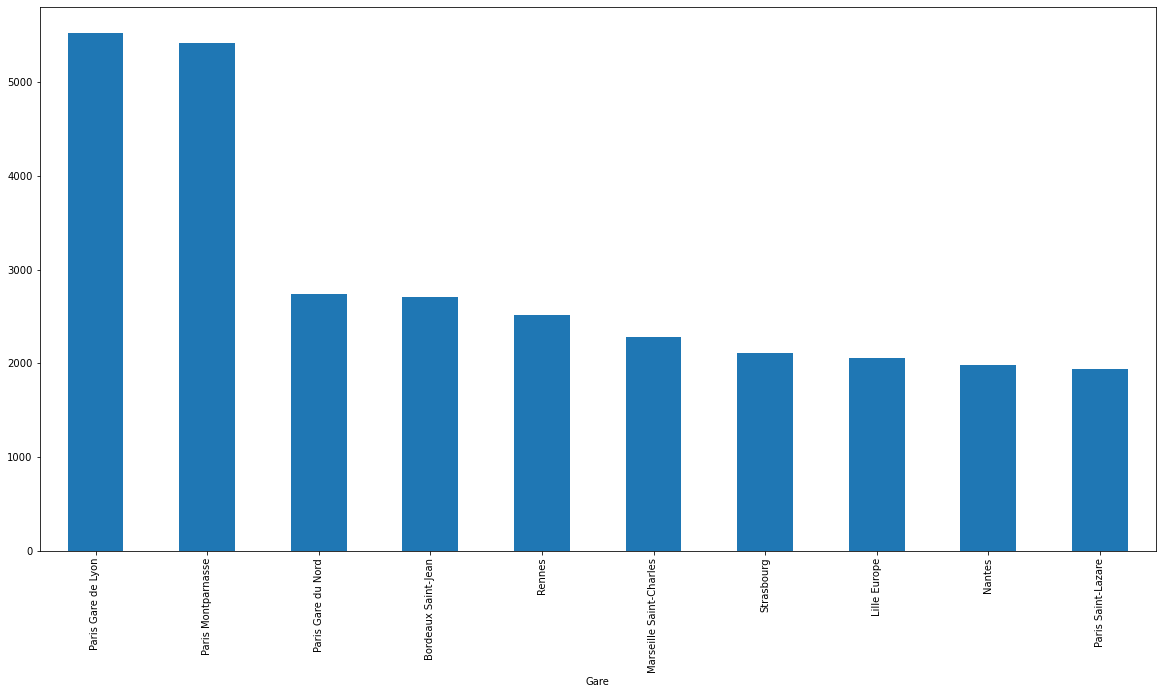 5000
4000
3000
2000
1000
0
Paris Gare de Lyon
Paris Montparnasse
Paris Gare du Nord
Bordeaux Saint-Jean
Rennes
Marseille Saint-Charles
Strasbourg
Lille Europe
Nantes
Paris Saint-Lazare
Gare